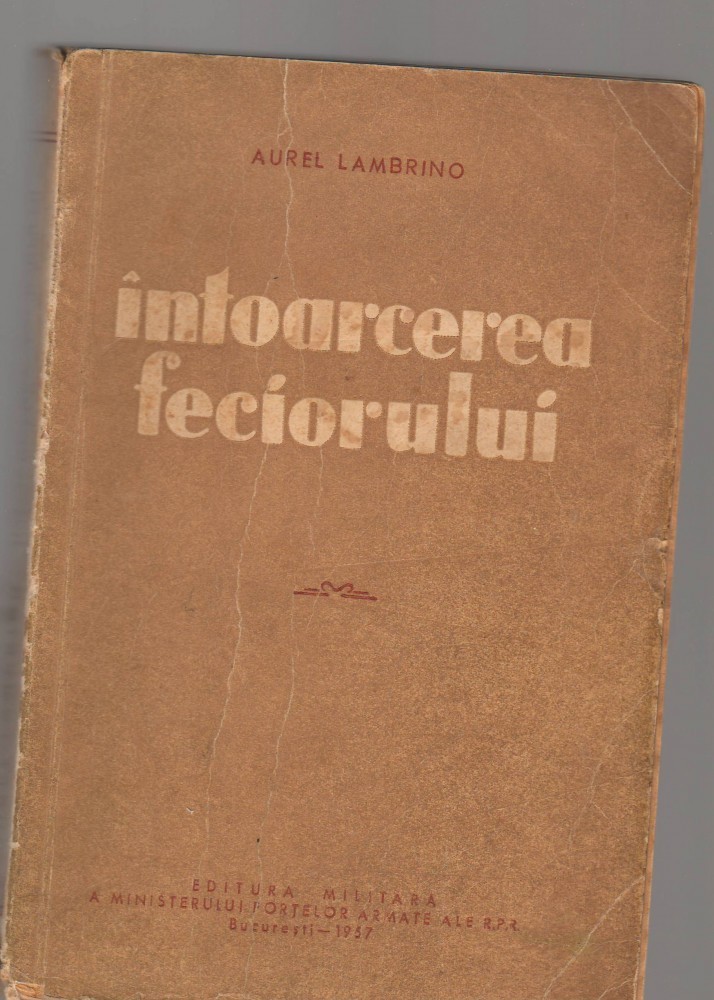 AUREL LAMBRINO
întoarcerea
feciorului
EDITURA MILITARA
A MINISTERULUI FORȚELOR ARMATE ALE R.P.R.
București—1957